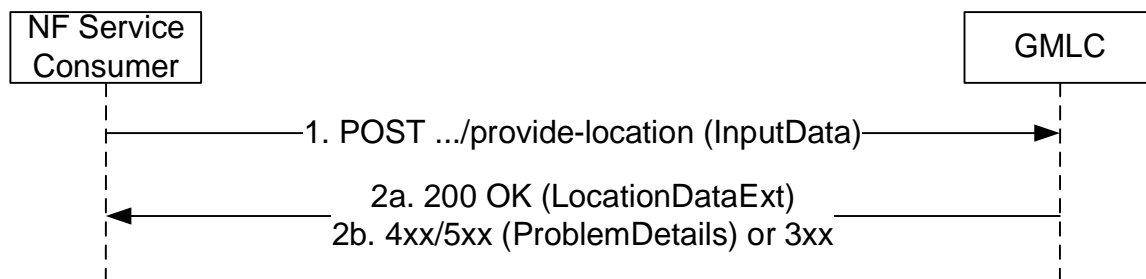 NF Service
Consumer
GMLC
1. POST .../provide-location (InputData)
2a. 200 OK (LocationDataExt)
2b. 4xx/5xx (ProblemDetails) or 3xx